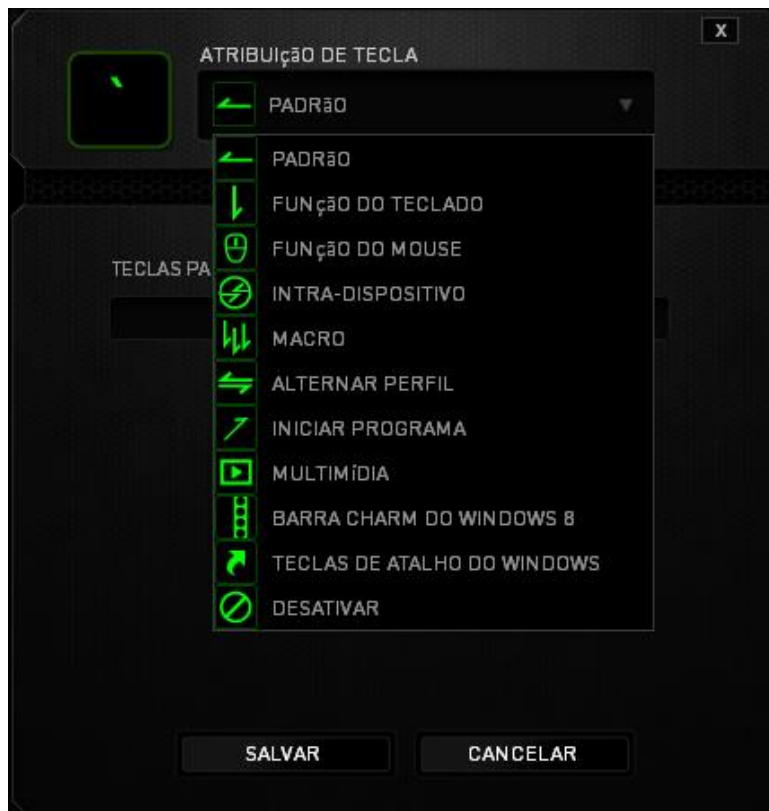 X
ATRIBUIçãO DE TECLA
`
PADRãO
PADRãO
FUNçãO DO TECLADO
FUNçãO DO MOUSE
TECLAS PA
INTRA-DISPOSITIVO
MACRO
ALTERNAR PERFIL
INICIAR PROGRAMA
MULTIMíDIA
BARRA CHARM DO WINDOWS 8
TECLAS DE ATALHO DO WINDOWS
DESATIVAR
SALVAR
CANCELAR